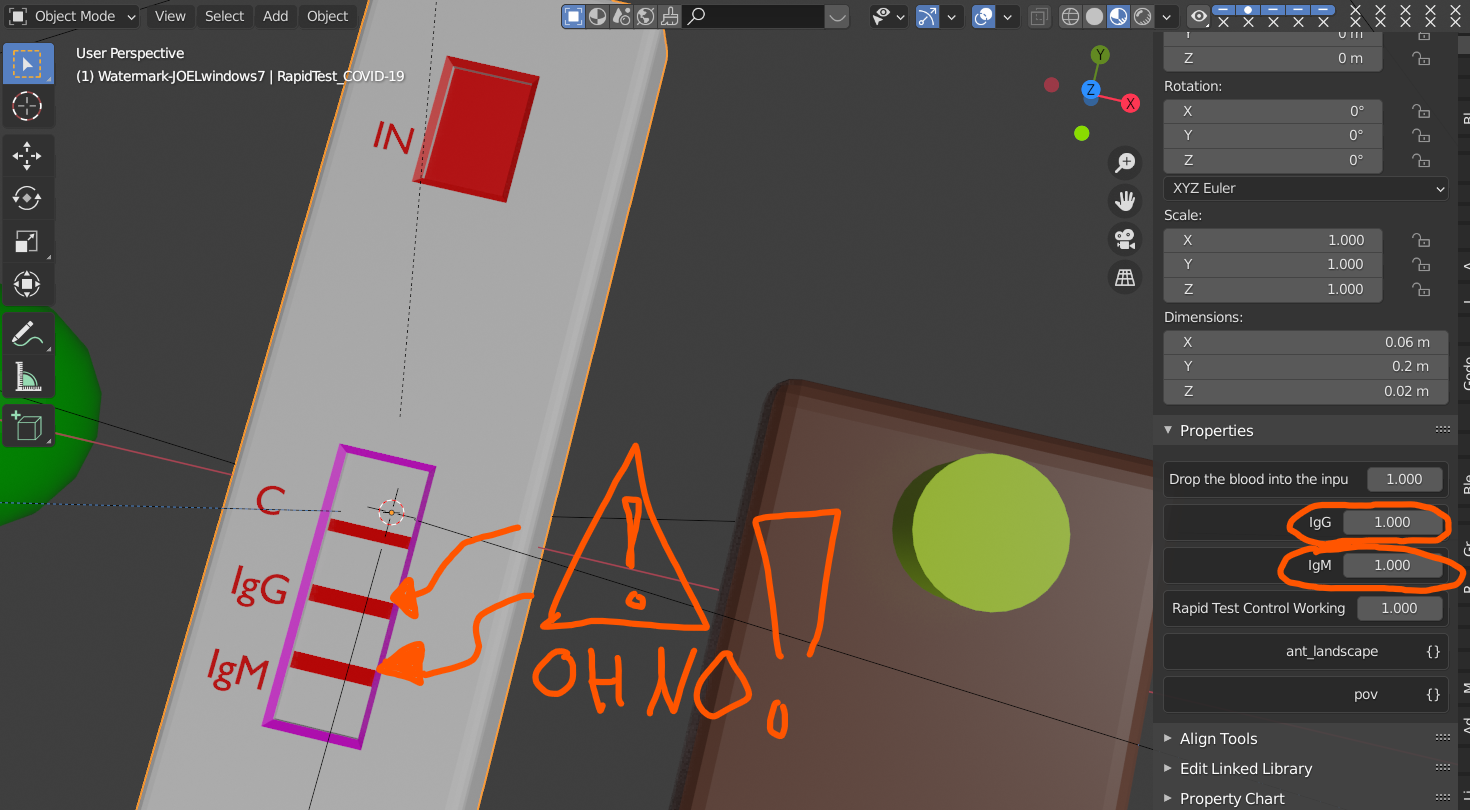 Object Mode View Select Add Object
User Perspective
(1) Watermark-JOELwindows7 | RapidTest_COVID-19
IN
C
IgG
IgM
!
OH NO!
Y
Z
X
Y 0 m
Z 0 m
Rotation:
X 0°
Y 0°
Z 0°
XYZ Euler
Scale:
X 1.000
Y 1.000
Z 1.000
Dimensions:
X 0.06 m
Y 0.2 m
Z 0.02 m
Properties
Drop the blood into the inpu 1.000
IgG 1.000
IgM 1.000
Rapid Test Control Working 1.000
ant_landscape {}
pov {}
Align Tools
Edit Linked Library
Property Chart